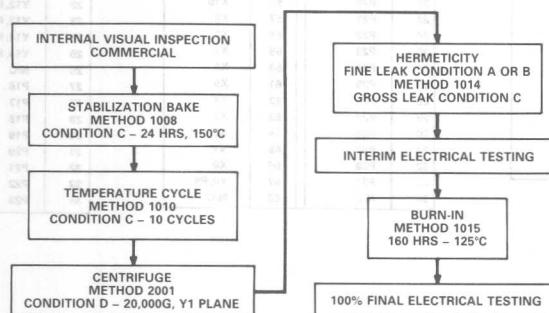 INTERNAL VISUAL INSPECTION
COMMERCIAL
STABILIZATION BAKE
METHOD 1008
CONDITION C – 24 HRS, 150°C
TEMPERATURE CYCLE
METHOD 1010
CONDITION C – 10 CYCLES
CENTRIFUGE
METHOD 2001
CONDITION D – 20,000G, Y1 PLANE
HERMETICITY
FINE LEAK CONDITION A OR B
METHOD 1014
GROSS LEAK CONDITION C
INTERIM ELECTRICAL TESTING
BURN-IN
METHOD 1015
160 HRS – 125°C
100% FINAL ELECTRICAL TESTING